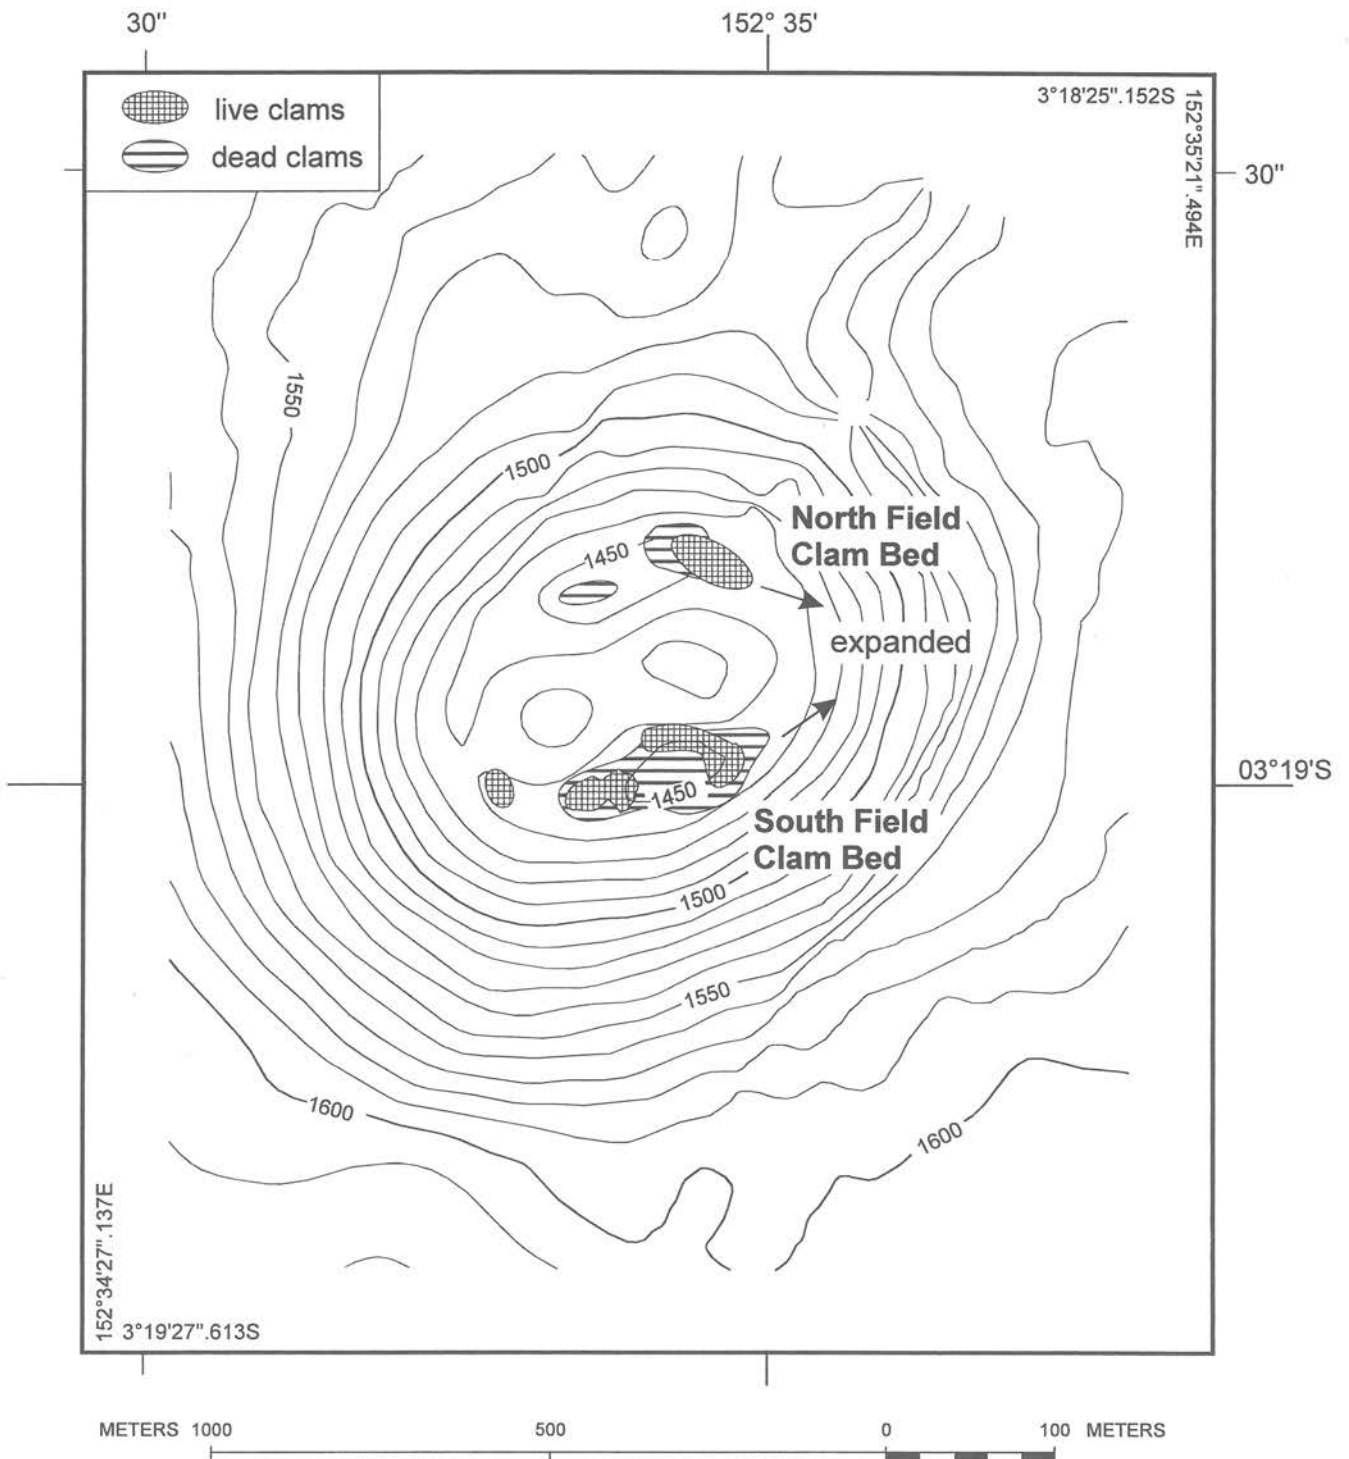 30"
152° 35'
live clams
dead clams
3°18'25".152S
152°35'21".494E
30"
1550
1500
North Field
Clam Bed
1450
expanded
03°19'S
1450
South Field
Clam Bed
1500
1550
1600
1600
152°34'27".137E
3°19'27".613S
METERS 1000 500 0 100 METERS